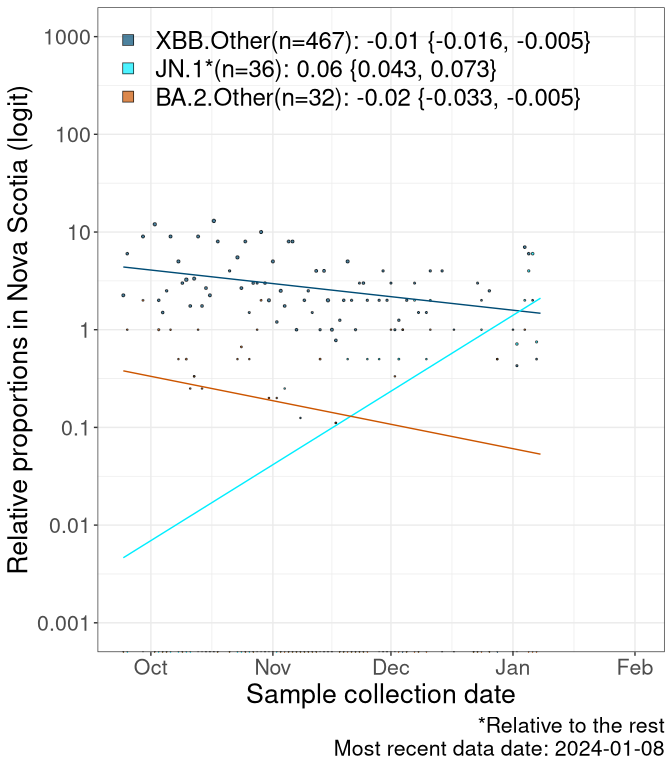 XBB.Other(n=467): -0.01 {-0.016, -0.005}
JN.1*(n=36): 0.06 {0.043, 0.073}
BA.2.Other(n=32): -0.02 {-0.033, -0.005}
Relative proportions in Nova Scotia (logit)
1000
100
10
1
0.1
0.01
0.001
Oct Nov Dec Jan Feb
Sample collection date
*Relative to the rest
Most recent data date: 2024-01-08